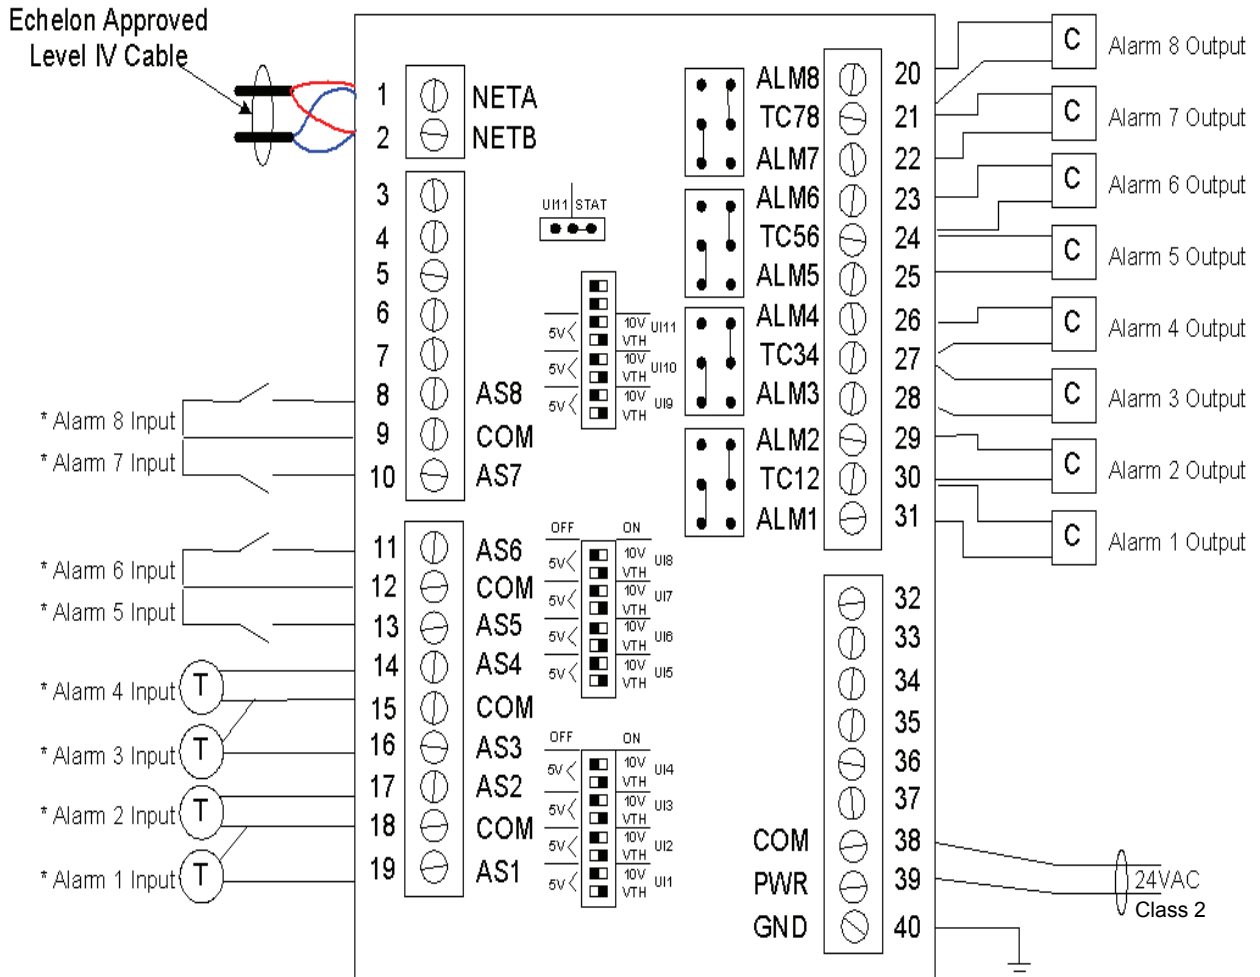 Echelon Approved
Level IV Cable
1 NETA
2 NETB
3
4
5
6
7
8 AS8
9 COM
10 AS7
* Alarm 8 Input
* Alarm 7 Input
11 AS6
12 COM
13 AS5
14 AS4
15 COM
16 AS3
17 AS2
18 COM
19 AS1
* Alarm 6 Input
* Alarm 5 Input
T
* Alarm 4 Input
T
* Alarm 3 Input
T
* Alarm 2 Input
T
* Alarm 1 Input
UI11 STAT
5V 10V UI11
VTH
5V 10V UI10
VTH
5V 10V UI9
VTH
OFF ON
5V 10V UI8
VTH
5V 10V UI7
VTH
5V 10V UI6
VTH
5V 10V UI5
VTH
OFF ON
5V 10V UI4
VTH
5V 10V UI3
VTH
5V 10V UI2
VTH
5V 10V UI1
VTH
ALM8 20
TC78 21
ALM7 22
ALM6 23
TC56 24
ALM5 25
ALM4 26
TC34 27
ALM3 28
ALM2 29
TC12 30
ALM1 31
32
33
34
35
36
37
COM 38
PWR 39
GND 40
C Alarm 8 Output
C Alarm 7 Output
C Alarm 6 Output
C Alarm 5 Output
C Alarm 4 Output
C Alarm 3 Output
C Alarm 2 Output
C Alarm 1 Output
24VAC
Class 2